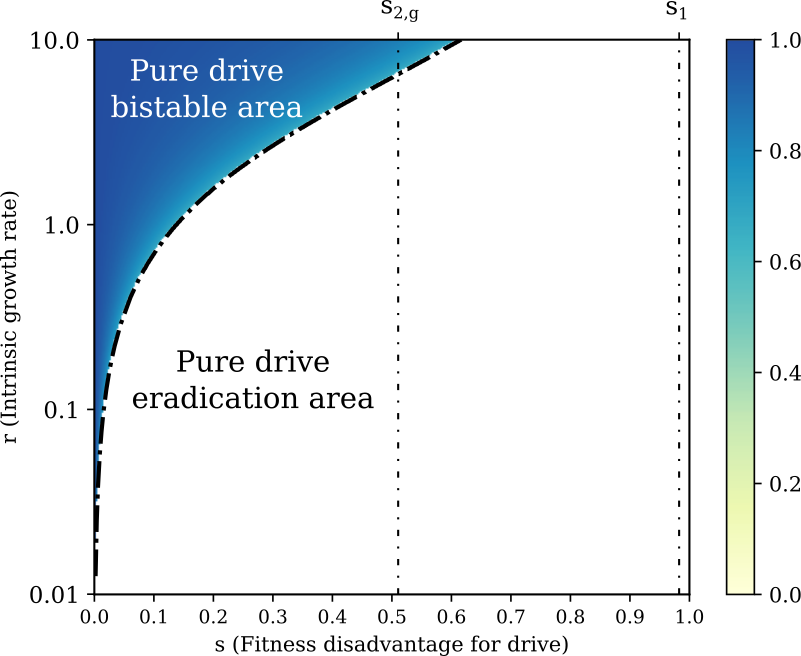 s2,g
s1
10.0
1.0
0.1
0.01
r (Intrinsic growth rate)
Pure drive
bistable area
Pure drive
eradication area
0.0
0.1
0.2
0.3
0.4
0.5
0.6
0.7
0.8
0.9
1.0
s (Fitness disadvantage for drive)
1.0
0.8
0.6
0.4
0.2
0.0